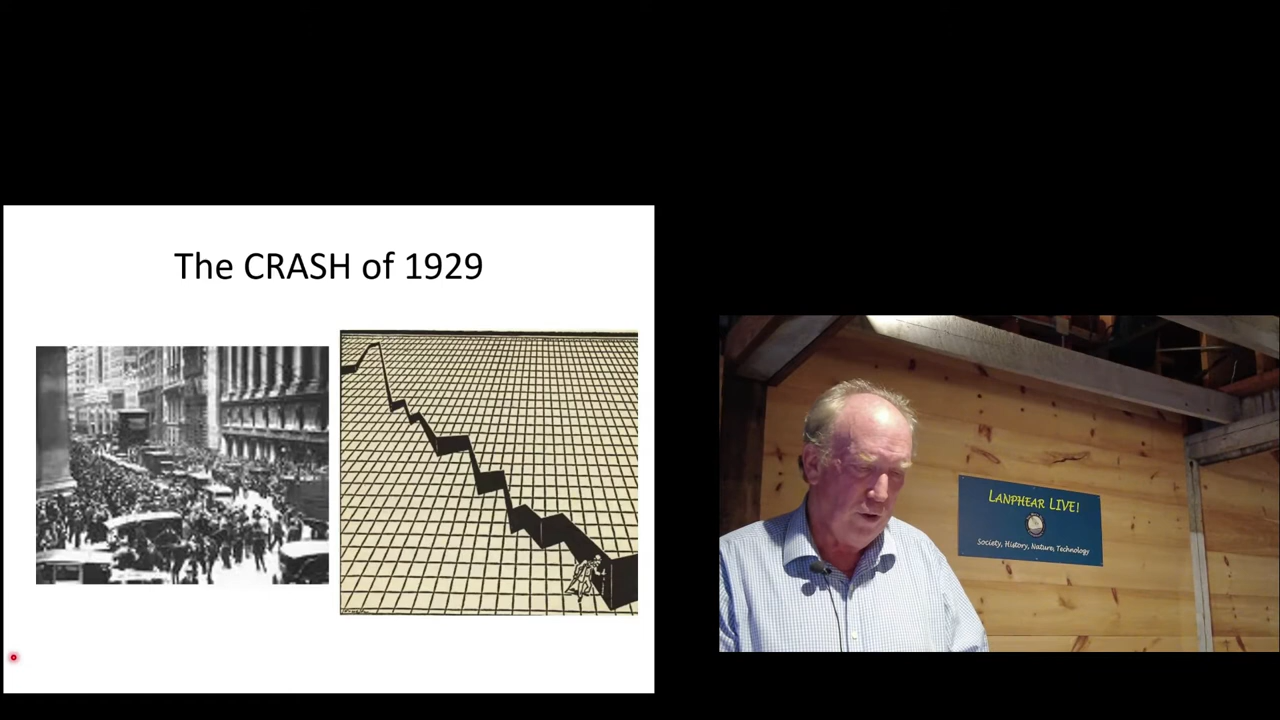 The CRASH of 1929
LANPHEAR LIVE!
Society, History, Nature, Technology